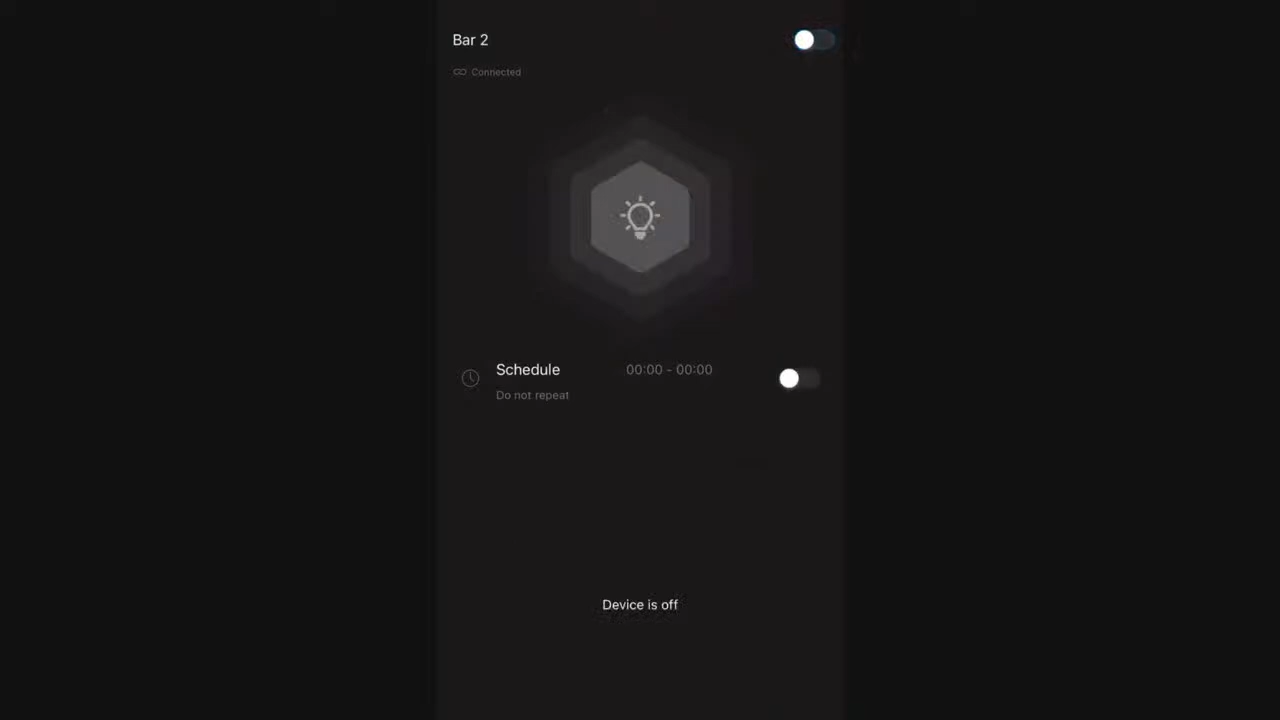 Bar 2
Connected
Schedule
00:00 - 00:00
Do not repeat
Device is off